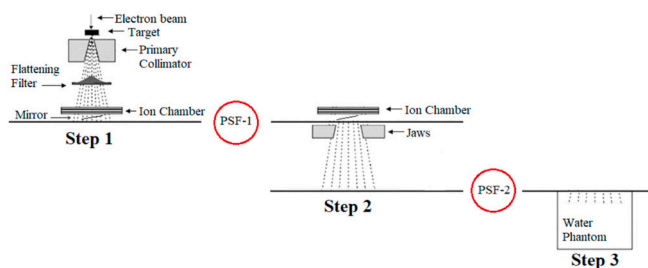 Electron beam
Target
Primary
Collimator
Flattening
Filter
Ion Chamber
Mirror
Step 1
PSF-1
Ion Chamber
Jaws
Step 2
PSF-2
Water
Phantom
Step 3